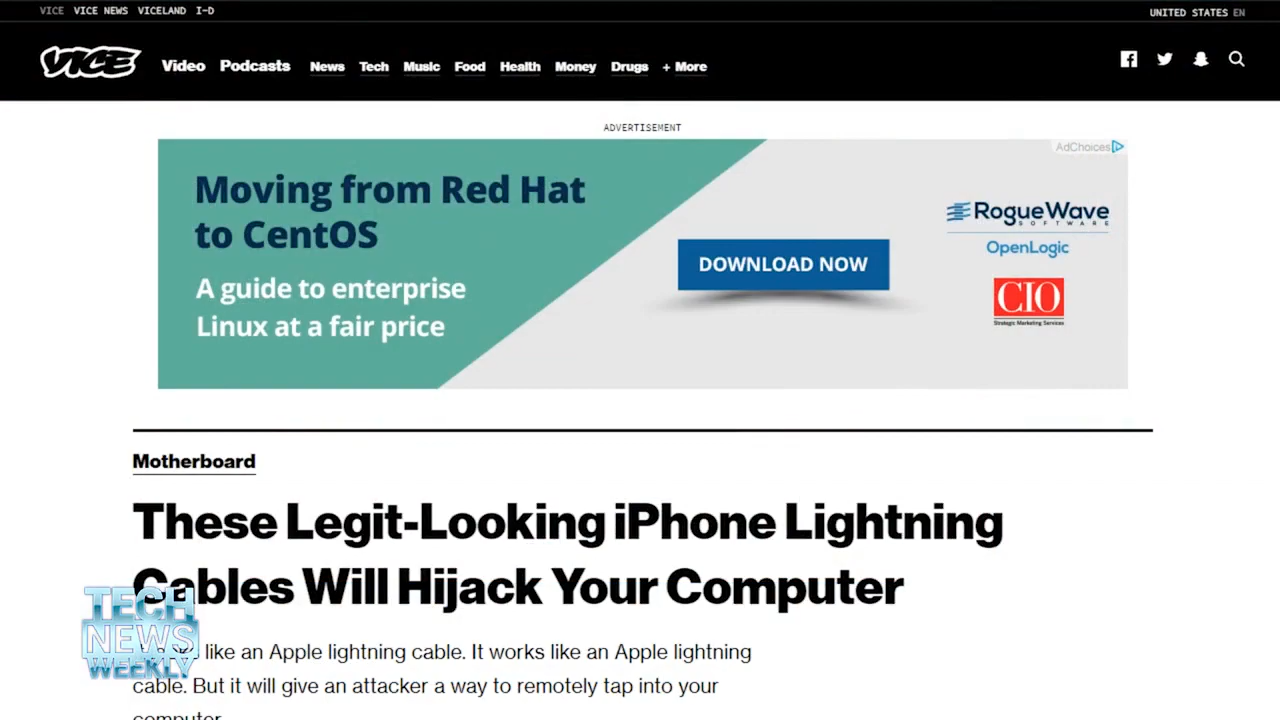 VICE VICE NEWS VICELAND I-D
UNITED STATES EN
VICE
Video Podcasts News Tech Music Food Health Money Drugs + More
ADVERTISEMENT
AdChoices
Moving from Red Hat
to CentOS
A guide to enterprise
Linux at a fair price
DOWNLOAD NOW
RogueWave
SOFTWARE
OpenLogic
CIO
Strategic Marketing Services
Motherboard
These Legit-Looking iPhone Lightning
Cables Will Hijack Your Computer
like an Apple lightning cable. It works like an Apple lightning
cable. But it will give an attacker a way to remotely tap into your
computer.
TECH
NEWS
WEEKLY